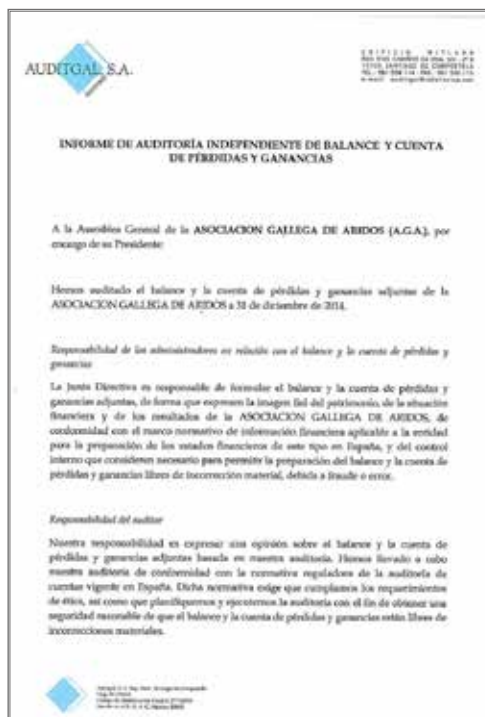 AUDITGAL, S.A.
EDIFICIO
SANTIAGO DE COMPOSTELA
INFORME DE AUDITORÍA INDEPENDIENTE DE BALANCE Y CUENTA
DE PÉRDIDAS Y GANANCIAS
A la Asamblea General de la ASOCIACION GALLEGA DE ARIDOS (A.G.A.), por
encargo de su Presidente:
Hemos auditado el balance y la cuenta de pérdidas y ganancias adjuntas de la
ASOCIACION GALLEGA DE ARIDOS a 31 de diciembre de 2014.
Responsabilidad de los administradores en relación con el balance y la cuenta de pérdidas y
ganancias
La Junta Directiva es responsable de formular el balance y la cuenta de pérdidas y
ganancias adjuntas, de forma que expresen la imagen fiel del patrimonio, de la situación
financiera y de los resultados de la ASOCIACION GALLEGA DE ARIDOS, de
conformidad con el marco normativo de información financiera aplicable a la entidad
para la preparación de los estados financieros de este tipo en España, y del control
interno que consideren necesario para permitir la preparación del balance y la cuenta de
pérdidas y ganancias libres de incorrección material, debida a fraude o error.
Responsabilidad del auditor
Nuestra responsabilidad es expresar una opinión sobre el balance y la cuenta de
pérdidas y ganancias adjuntas basada en nuestra auditoría. Hemos llevado a cabo
nuestra auditoría de conformidad con la normativa reguladora de la auditoría de
cuentas vigente en España. Dicha normativa exige que cumplamos los requerimientos
de ética, así como que planifiquemos y ejecutemos la auditoría con el fin de obtener una
seguridad razonable de que el balance y la cuenta de pérdidas y ganancias están libres de
incorrecciones materiales.